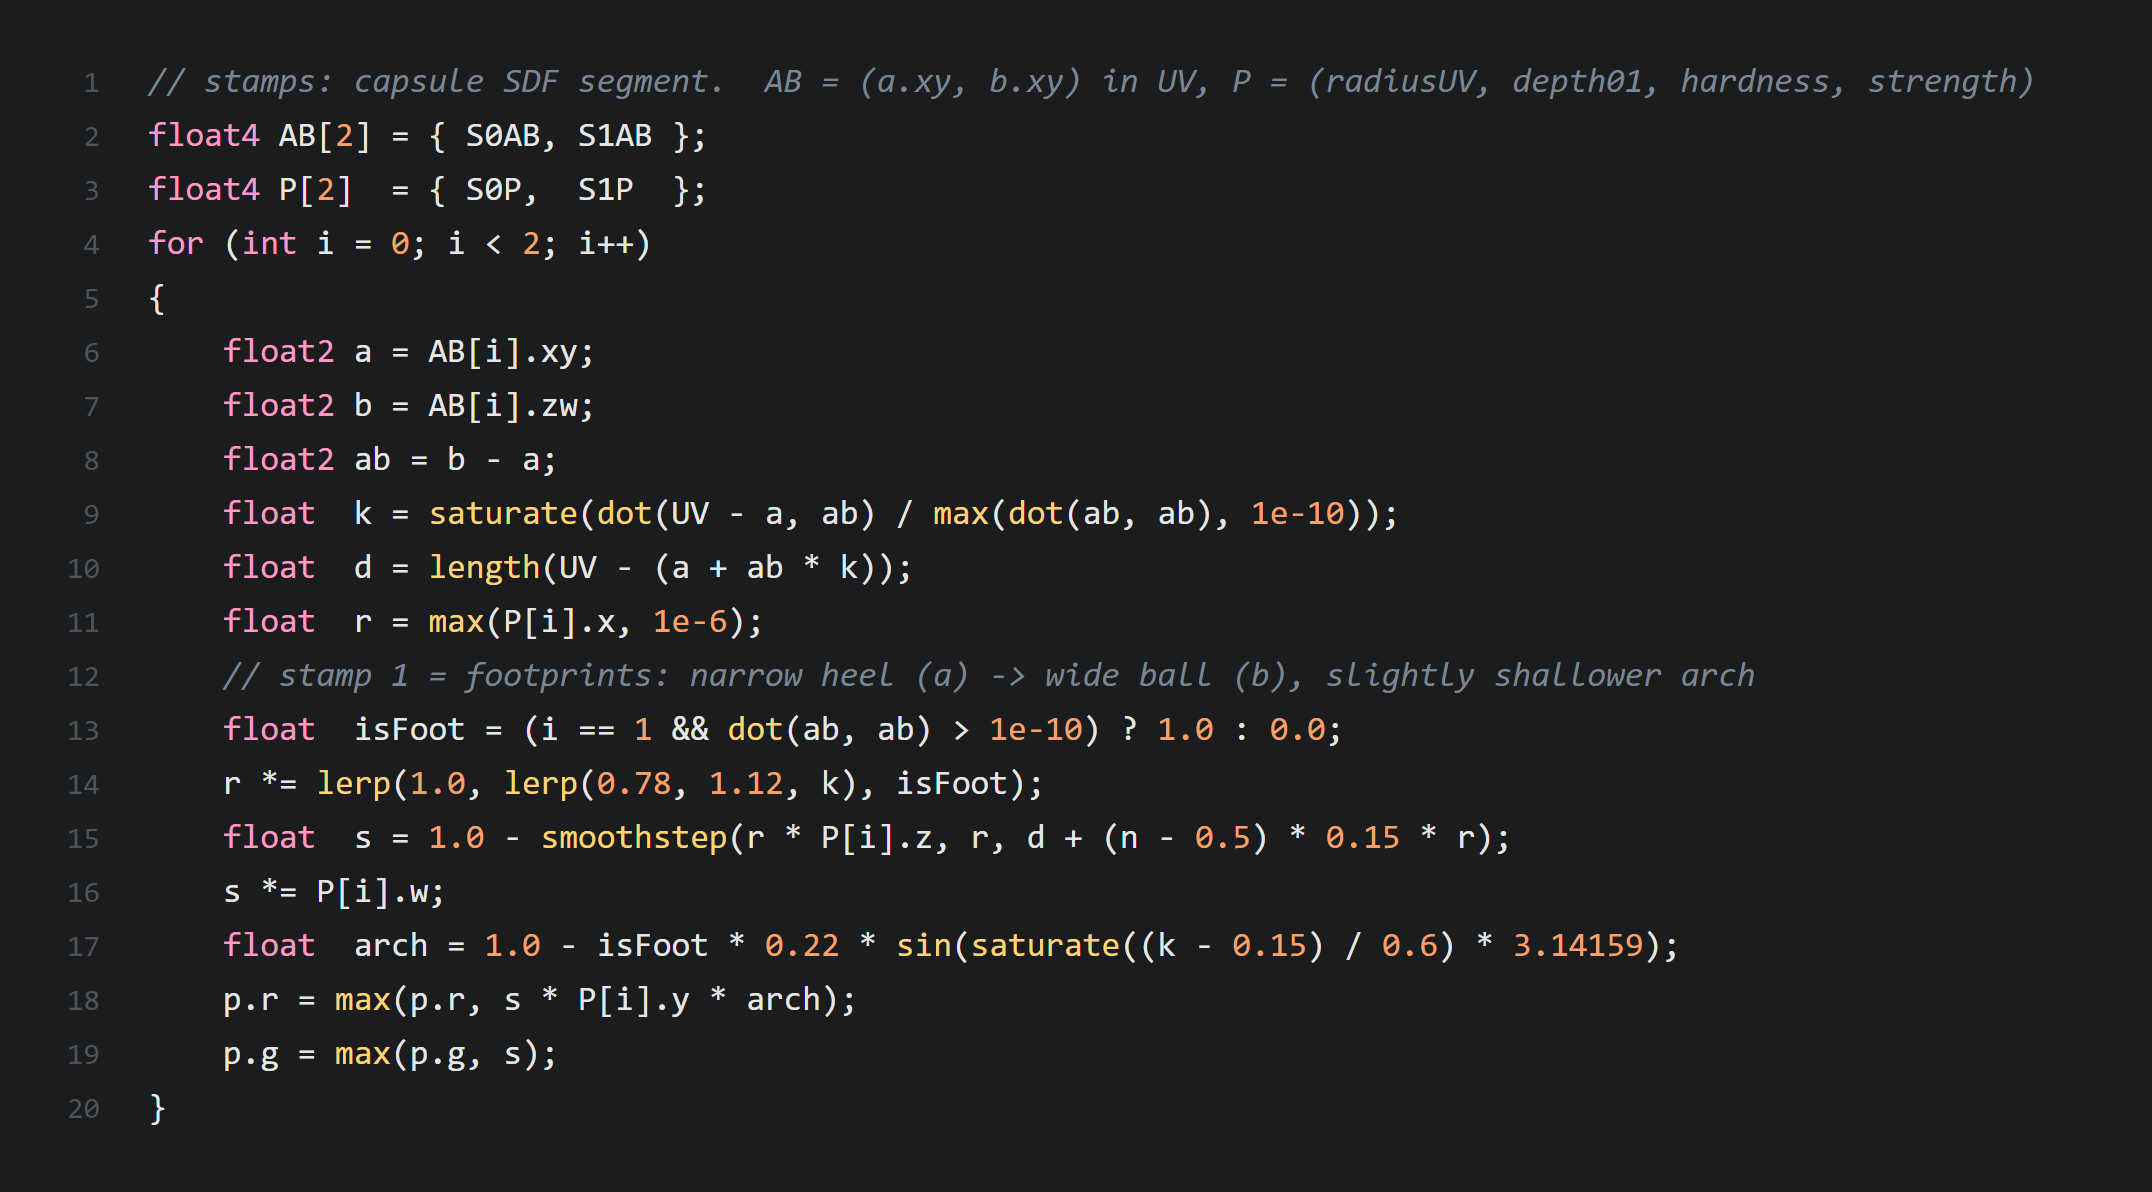 1 // stamps: capsule SDF segment.  AB = (a.xy, b.xy) in UV, P = (radiusUV, depth01, hardness, strength)
2 float4 AB[2] = { S0AB, S1AB };
3 float4 P[2]  = { S0P,  S1P  };
4 for (int i = 0; i < 2; i++)
5 {
6     float2 a = AB[i].xy;
7     float2 b = AB[i].zw;
8     float2 ab = b - a;
9     float  k = saturate(dot(UV - a, ab) / max(dot(ab, ab), 1e-10));
10     float  d = length(UV - (a + ab * k));
11     float  r = max(P[i].x, 1e-6);
12     // stamp 1 = footprints: narrow heel (a) -> wide ball (b), slightly shallower arch
13     float  isFoot = (i == 1 && dot(ab, ab) > 1e-10) ? 1.0 : 0.0;
14     r *= lerp(1.0, lerp(0.78, 1.12, k), isFoot);
15     float  s = 1.0 - smoothstep(r * P[i].z, r, d + (n - 0.5) * 0.15 * r);
16     s *= P[i].w;
17     float  arch = 1.0 - isFoot * 0.22 * sin(saturate((k - 0.15) / 0.6) * 3.14159);
18     p.r = max(p.r, s * P[i].y * arch);
19     p.g = max(p.g, s);
20 }